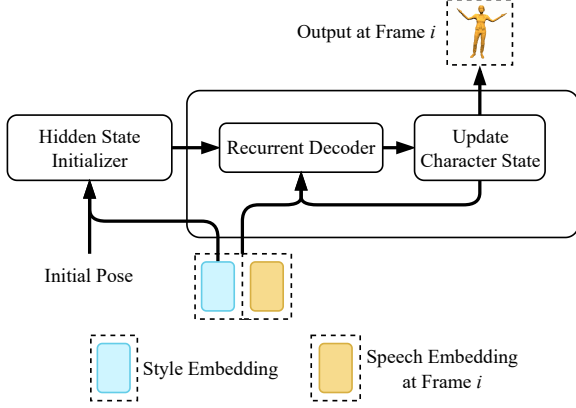 Output at Frame i
Hidden State
Initializer
Recurrent Decoder
Update
Character State
Initial Pose
Style Embedding
Speech Embedding
at Frame i